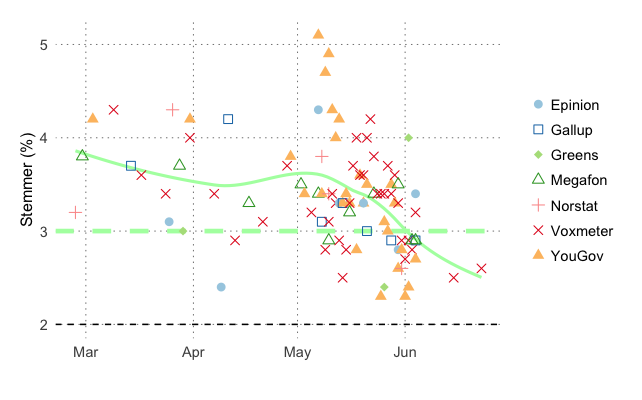 5
4
3
2
Stemmer (%)
Mar Apr May Jun
Epinion
Gallup
Greens
Megafon
Norstat
Voxmeter
YouGov